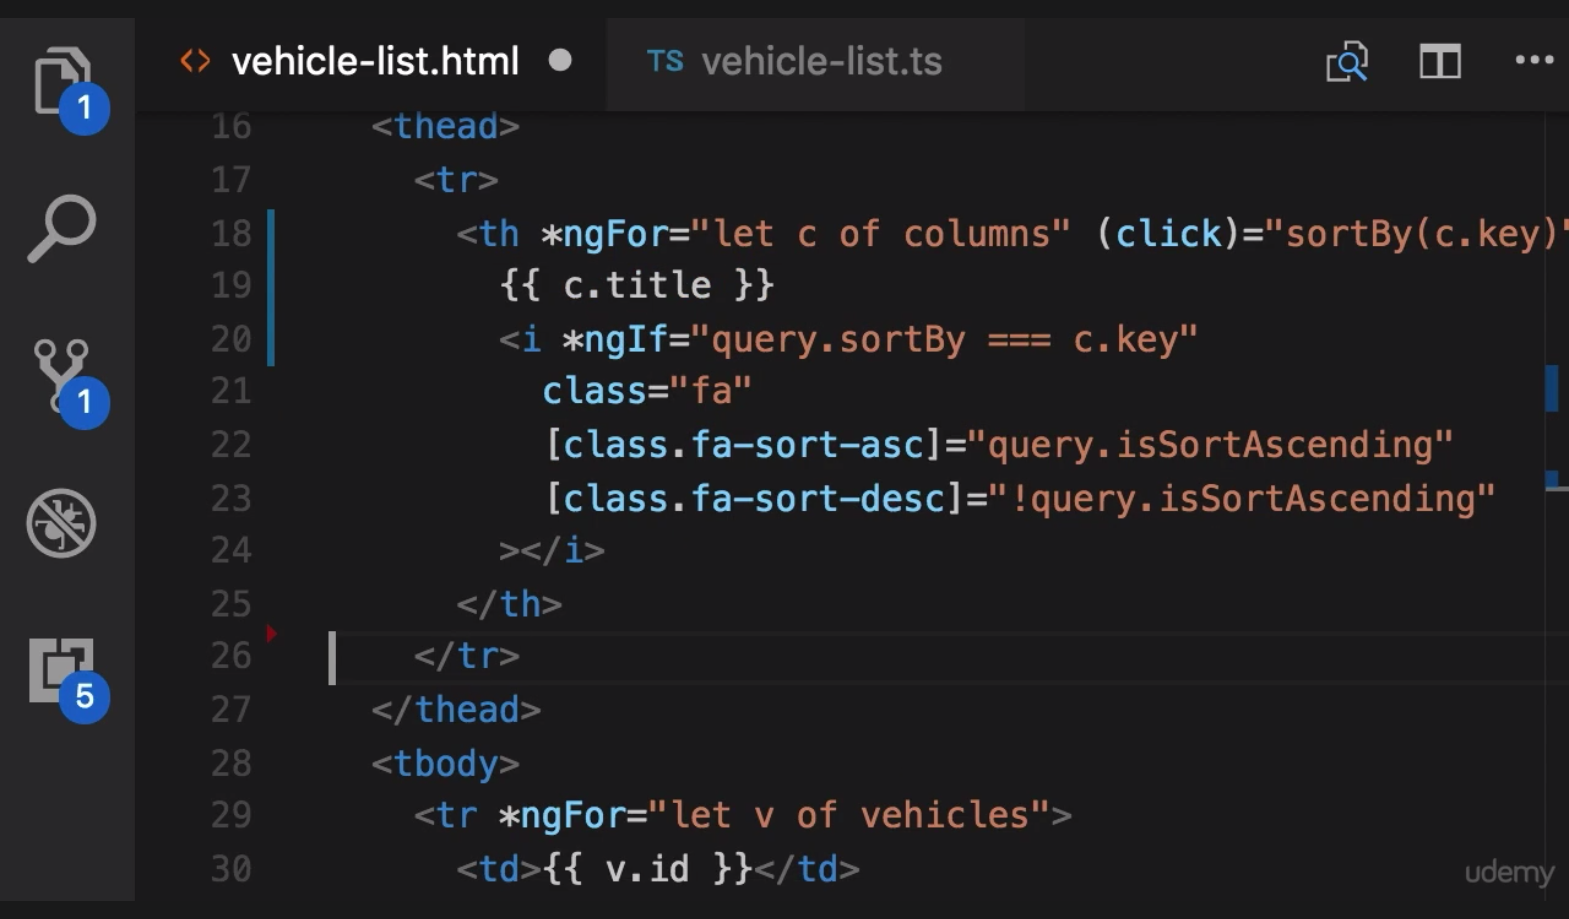 vehicle-list.html
TS vehicle-list.ts
1
1
5
16 <thead>
17 <tr>
18 <th *ngFor="let c of columns" (click)="sortBy(c.key)"
19 {{ c.title }}
20 <i *ngIf="query.sortBy === c.key"
21 class="fa"
22 [class.fa-sort-asc]="query.isSortAscending"
23 [class.fa-sort-desc]="!query.isSortAscending"
24 ></i>
25 </th>
26 </tr>
27 </thead>
28 <tbody>
29 <tr *ngFor="let v of vehicles">
30 <td>{{ v.id }}</td>
udemy